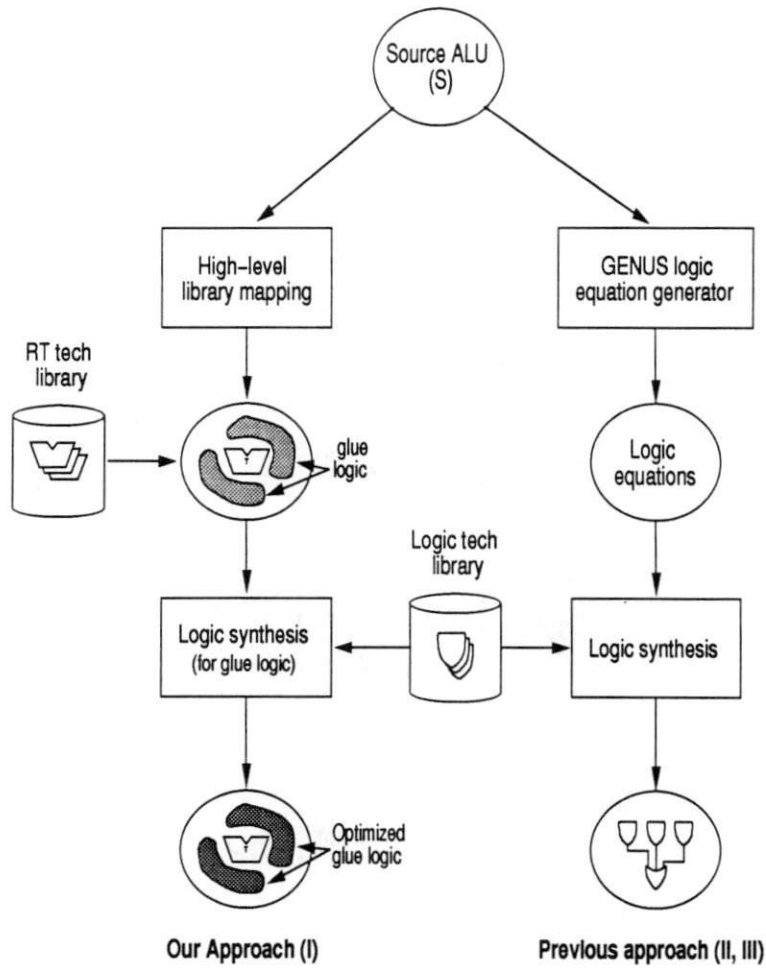 Source ALU
(S)
High-level
library mapping
GENUS logic
equation generator
RT tech
library
glue
logic
Logic
equations
Logic tech
library
Logic synthesis
(for glue logic)
Logic synthesis
Optimized
glue logic
Our Approach (I)
Previous approach (II, III)